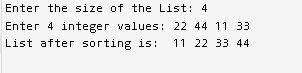 Enter the size of the List: 4
Enter 4 integer values: 22 44 11 33
List after sorting is:  11 22 33 44